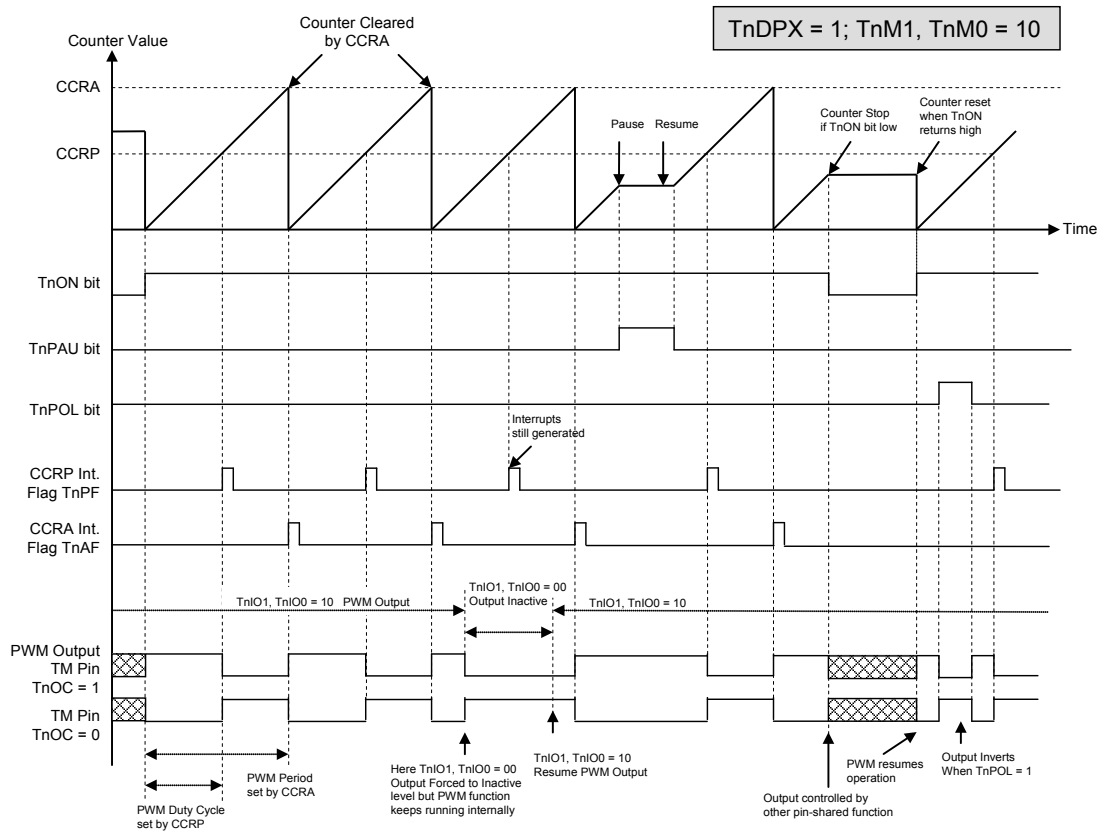 TnDPX = 1; TnM1, TnM0 = 10
Counter Cleared
by CCRA
Counter Value
CCRA
CCRP
Pause
Resume
Counter Stop
if TnON bit low
Counter reset
when TnON
returns high
Time
TnON bit
TnPAU bit
TnPOL bit
Interrupts
still generated
CCRP Int.
Flag TnPF
CCRA Int.
Flag TnAF
TnIO1, TnIO0 = 10 PWM Output
TnIO1, TnIO0 = 00
Output Inactive
TnIO1, TnIO0 = 10
PWM Output
TM Pin
TnOC = 1
TM Pin
TnOC = 0
PWM Period
set by CCRA
PWM Duty Cycle
set by CCRP
Here TnIO1, TnIO0 = 00
Output Forced to Inactive
level but PWM function
keeps running internally
TnIO1, TnIO0 = 10
Resume PWM Output
Output controlled by
other pin-shared function
PWM resumes
operation
Output Inverts
When TnPOL = 1